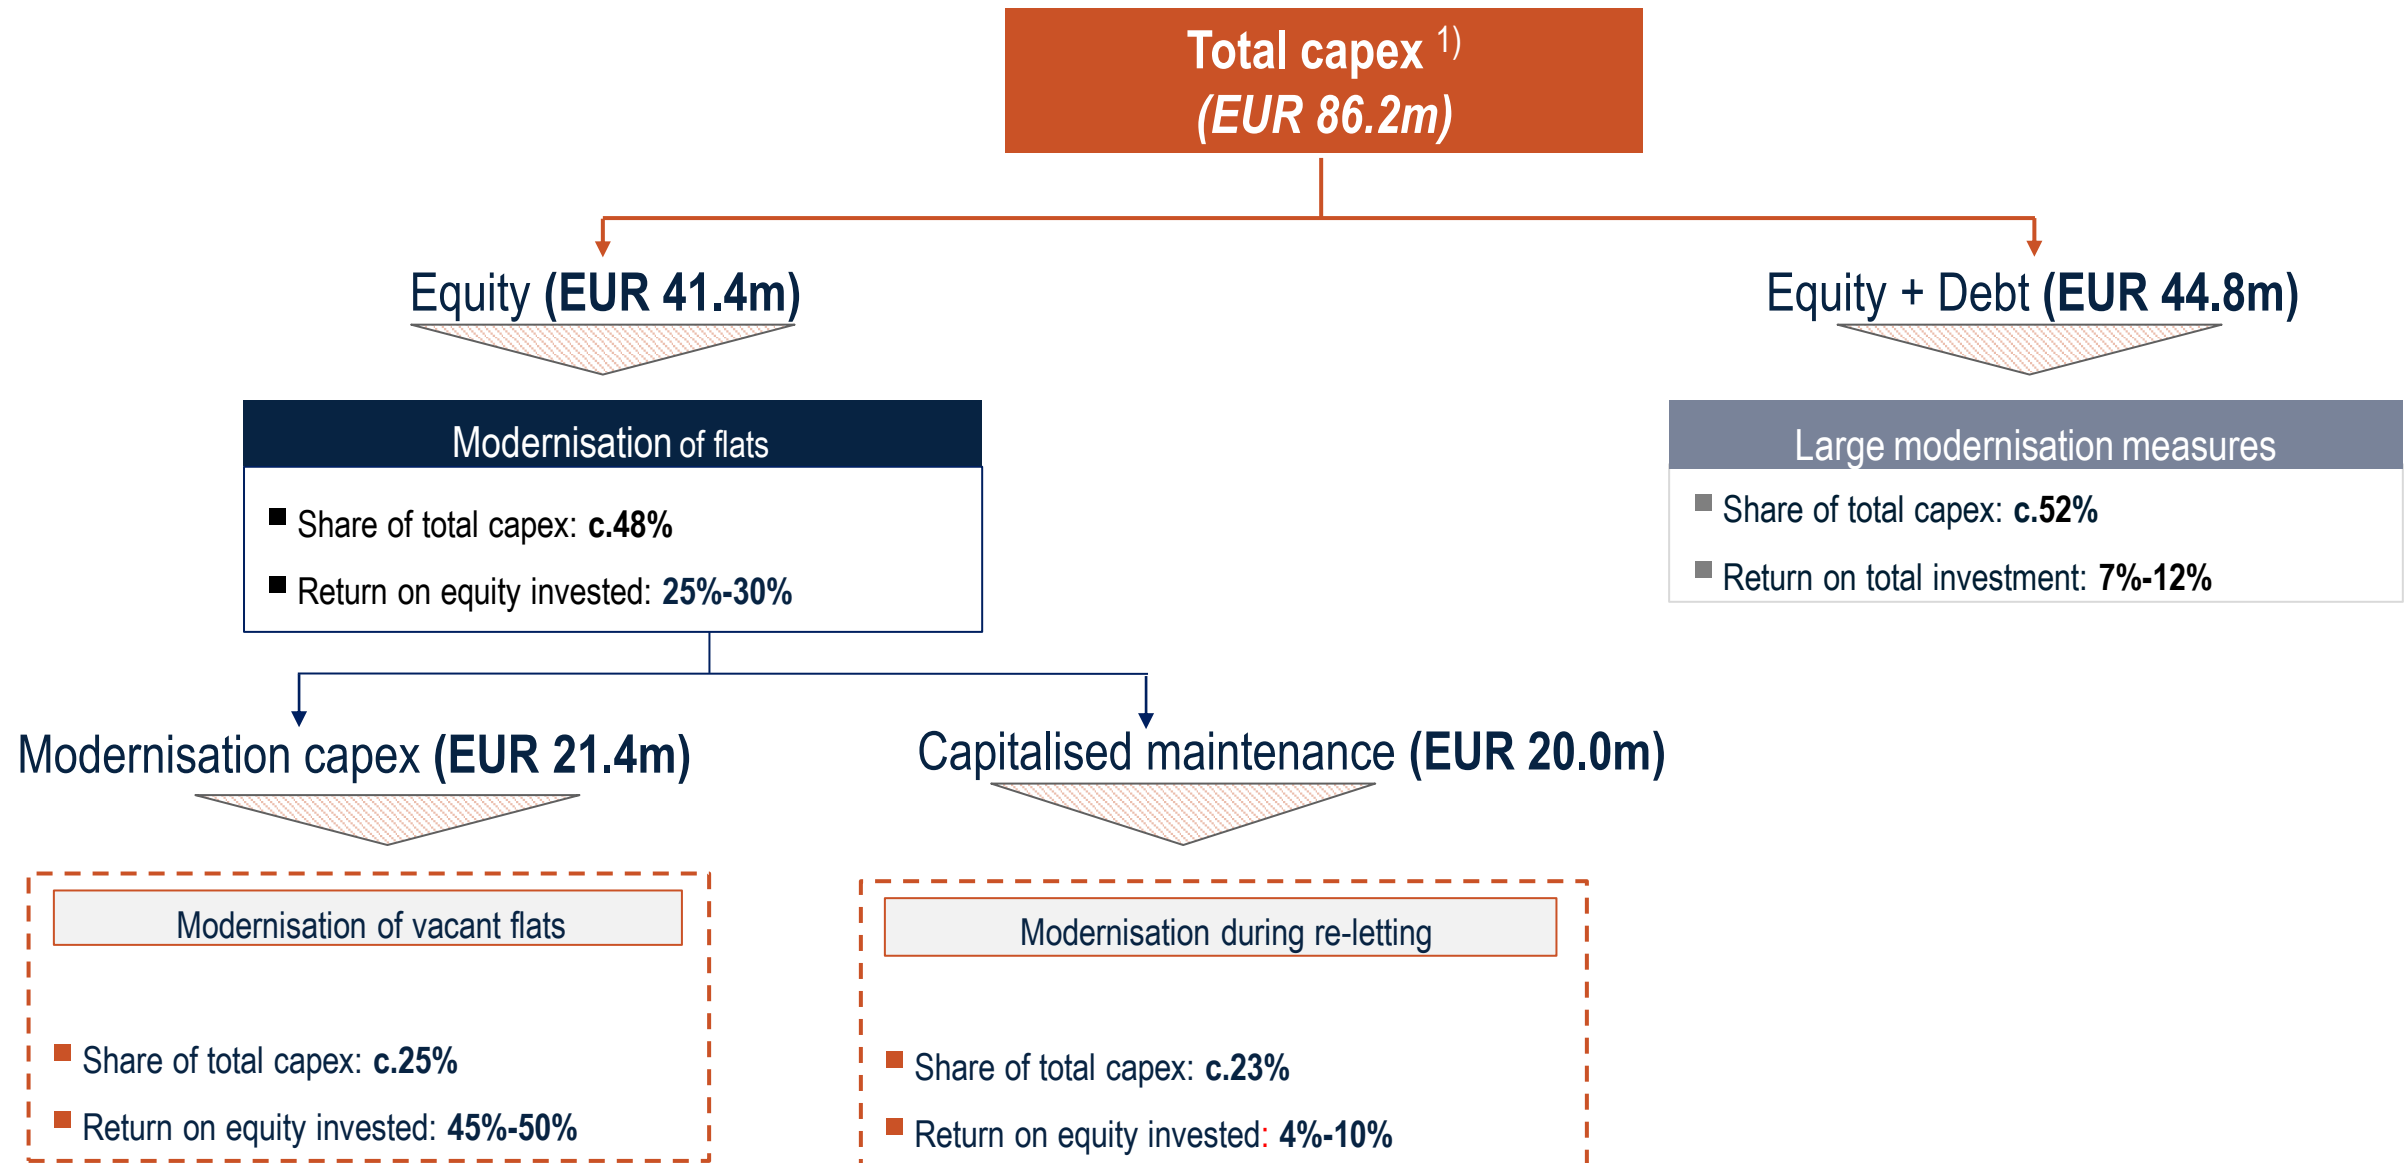 Total capex 1)
(EUR 86.2m)
Equity (EUR 41.4m)
Equity + Debt (EUR 44.8m)
Modernisation of flats
Share of total capex: c.48%
Return on equity invested: 25%-30%
Large modernisation measures
Share of total capex: c.52%
Return on total investment: 7%-12%
Modernisation capex (EUR 21.4m)
Capitalised maintenance (EUR 20.0m)
Modernisation of vacant flats
Share of total capex: c.25%
Return on equity invested: 45%-50%
Modernisation during re-letting
Share of total capex: c.23%
Return on equity invested: 4%-10%